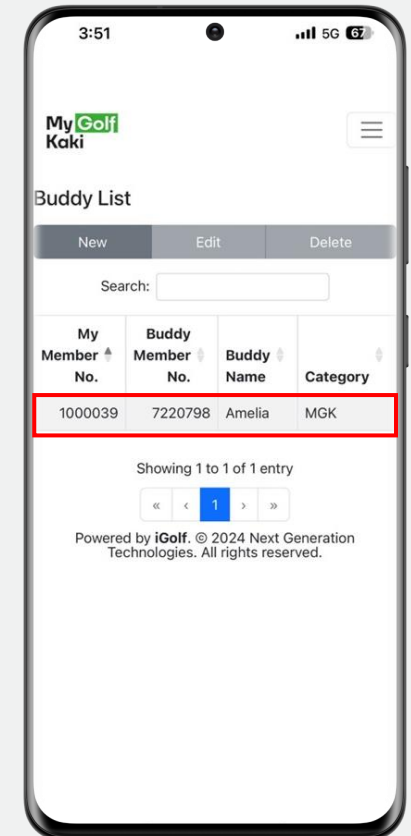 3:51 5G 67
My Golf
Kaki
Buddy List
New Edit Delete
Search:
My Member No. Buddy Member No. Buddy Name Category
1000039 7220798 Amelia MGK
Showing 1 to 1 of 1 entry
« ‹ 1 › »
Powered by iGolf. © 2024 Next Generation
Technologies. All rights reserved.